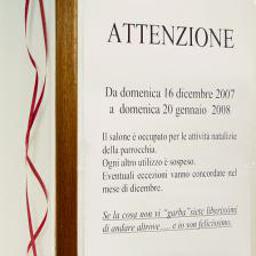 ATTENZIONE
Da domenica 16 dicembre 2007
a domenica 20 gennaio 2008
Il salone è occupato per le attività natalizie
della parrocchia.
Ogni altro utilizzo è sospeso.
Eventuali eccezioni vanno concordate nel
mese di dicembre.
Se la cosa non vi "garba" siete liberissimi
di andare altrove..... e io son felicissimo.